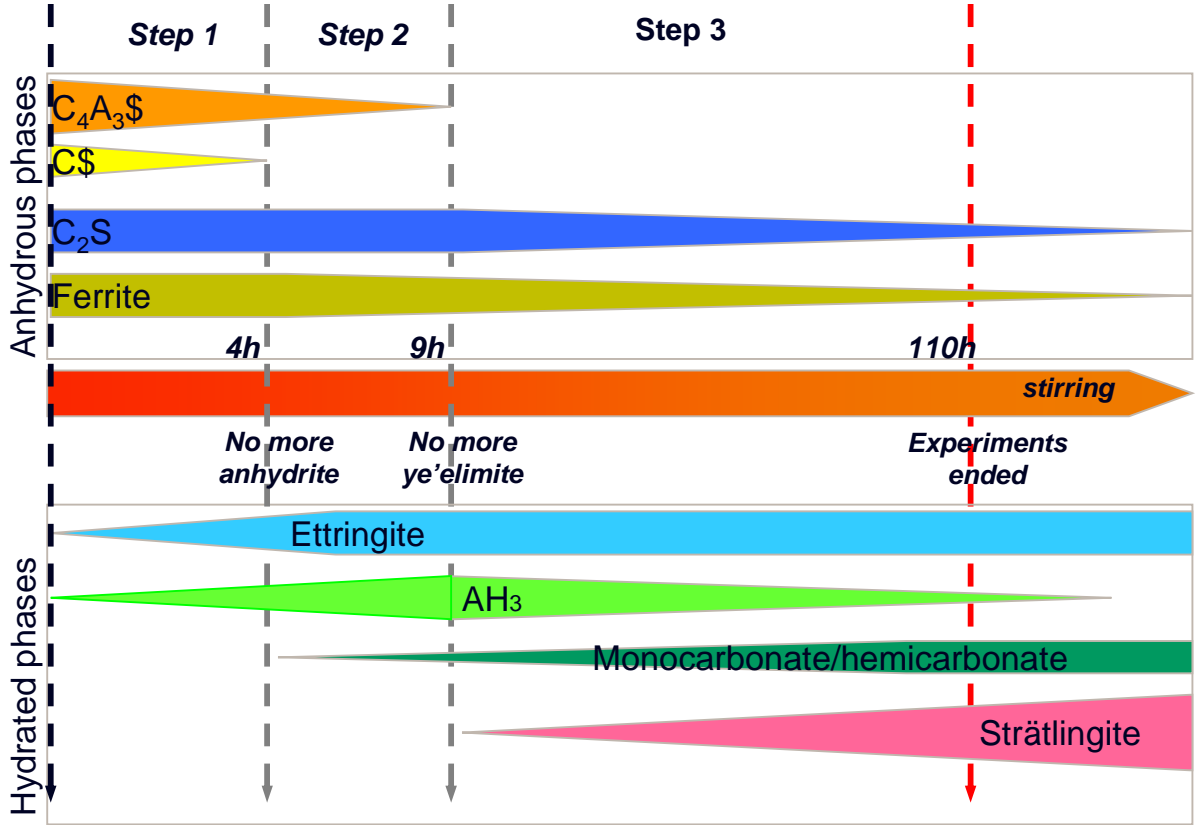 Step 1
Step 2
Step 3
Anhydrous phases
C₄A₃$
C$
C₂S
Ferrite
4h
9h
110h
stirring
No more
anhydrite
No more
ye'elimite
Experiments
ended
Hydrated phases
Ettringite
AH₃
Monocarbonate/hemicarbonate
Strätlingite